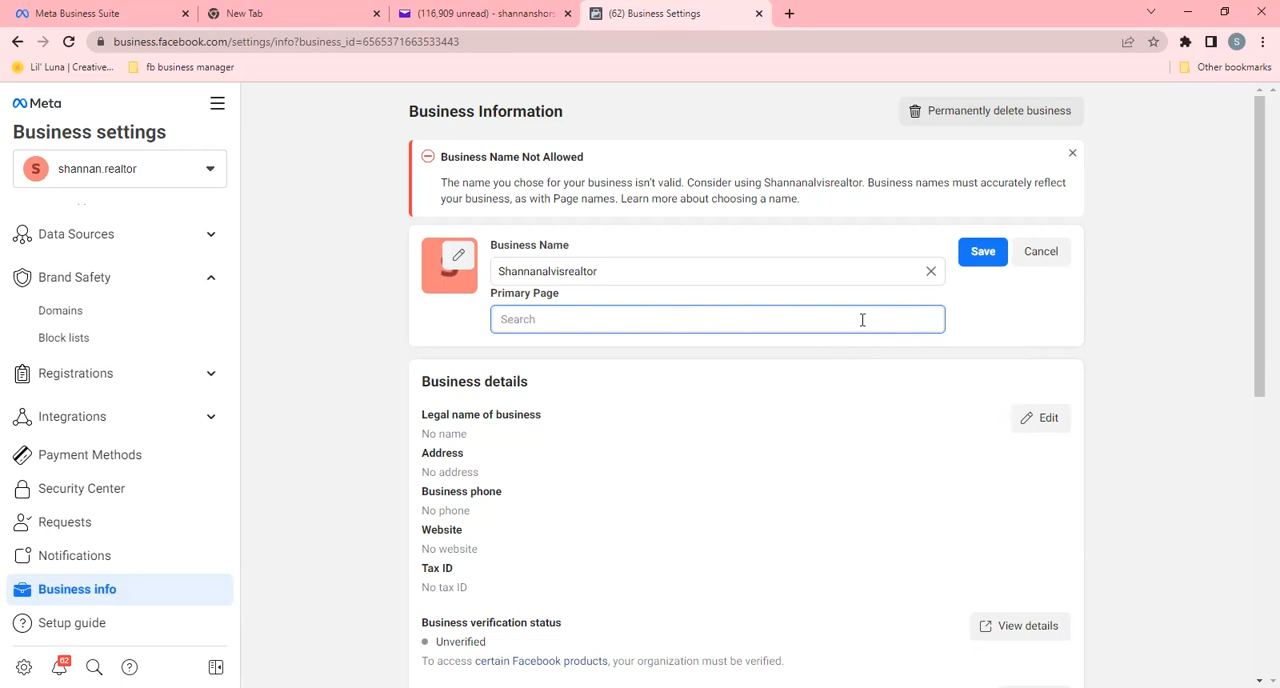 Meta Business Suite
New Tab
(116,909 unread) - shannanshors
(62) Business Settings
business.facebook.com/settings/info?business_id=6565371663533443
S
Lil' Luna | Creative...
fb business manager
Other bookmarks
Meta
Business settings
S
shannan.realtor
Data Sources
Brand Safety
Domains
Block lists
Registrations
Integrations
Payment Methods
Security Center
Requests
Notifications
Business info
Setup guide
62
Business Information
Permanently delete business
Business Name Not Allowed
The name you chose for your business isn't valid. Consider using Shannanalvisrealtor. Business names must accurately reflect
your business, as with Page names. Learn more about choosing a name.
Business Name
Shannanalvisrealtor
Save
Cancel
Primary Page
Search
Business details
Legal name of business
Edit
No name
Address
No address
Business phone
No phone
Website
No website
Tax ID
No tax ID
Business verification status
View details
Unverified
To access certain Facebook products, your organization must be verified.